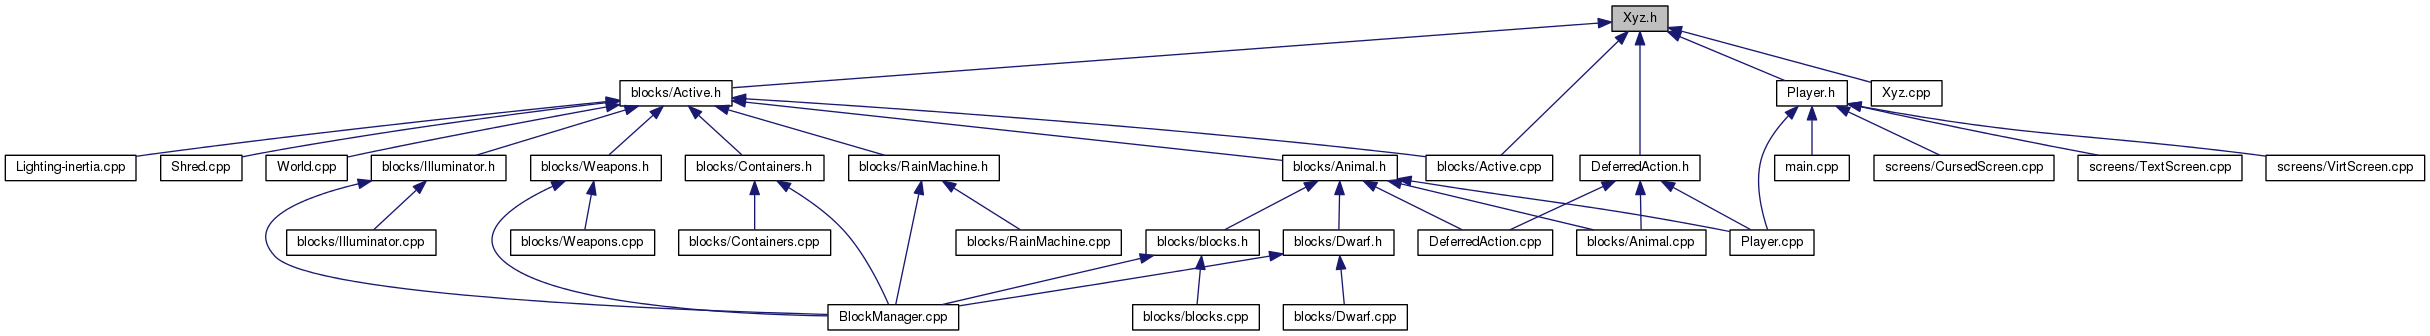 Xyz.h
blocks/Active.h
Player.h
Xyz.cpp
Lighting-inertia.cpp
Shred.cpp
World.cpp
blocks/Illuminator.h
blocks/Weapons.h
blocks/Containers.h
blocks/RainMachine.h
blocks/Animal.h
blocks/Active.cpp
DeferredAction.h
main.cpp
screens/CursedScreen.cpp
screens/TextScreen.cpp
screens/VirtScreen.cpp
blocks/Illuminator.cpp
blocks/Weapons.cpp
blocks/Containers.cpp
blocks/RainMachine.cpp
blocks/blocks.h
blocks/Dwarf.h
DeferredAction.cpp
blocks/Animal.cpp
Player.cpp
BlockManager.cpp
blocks/blocks.cpp
blocks/Dwarf.cpp